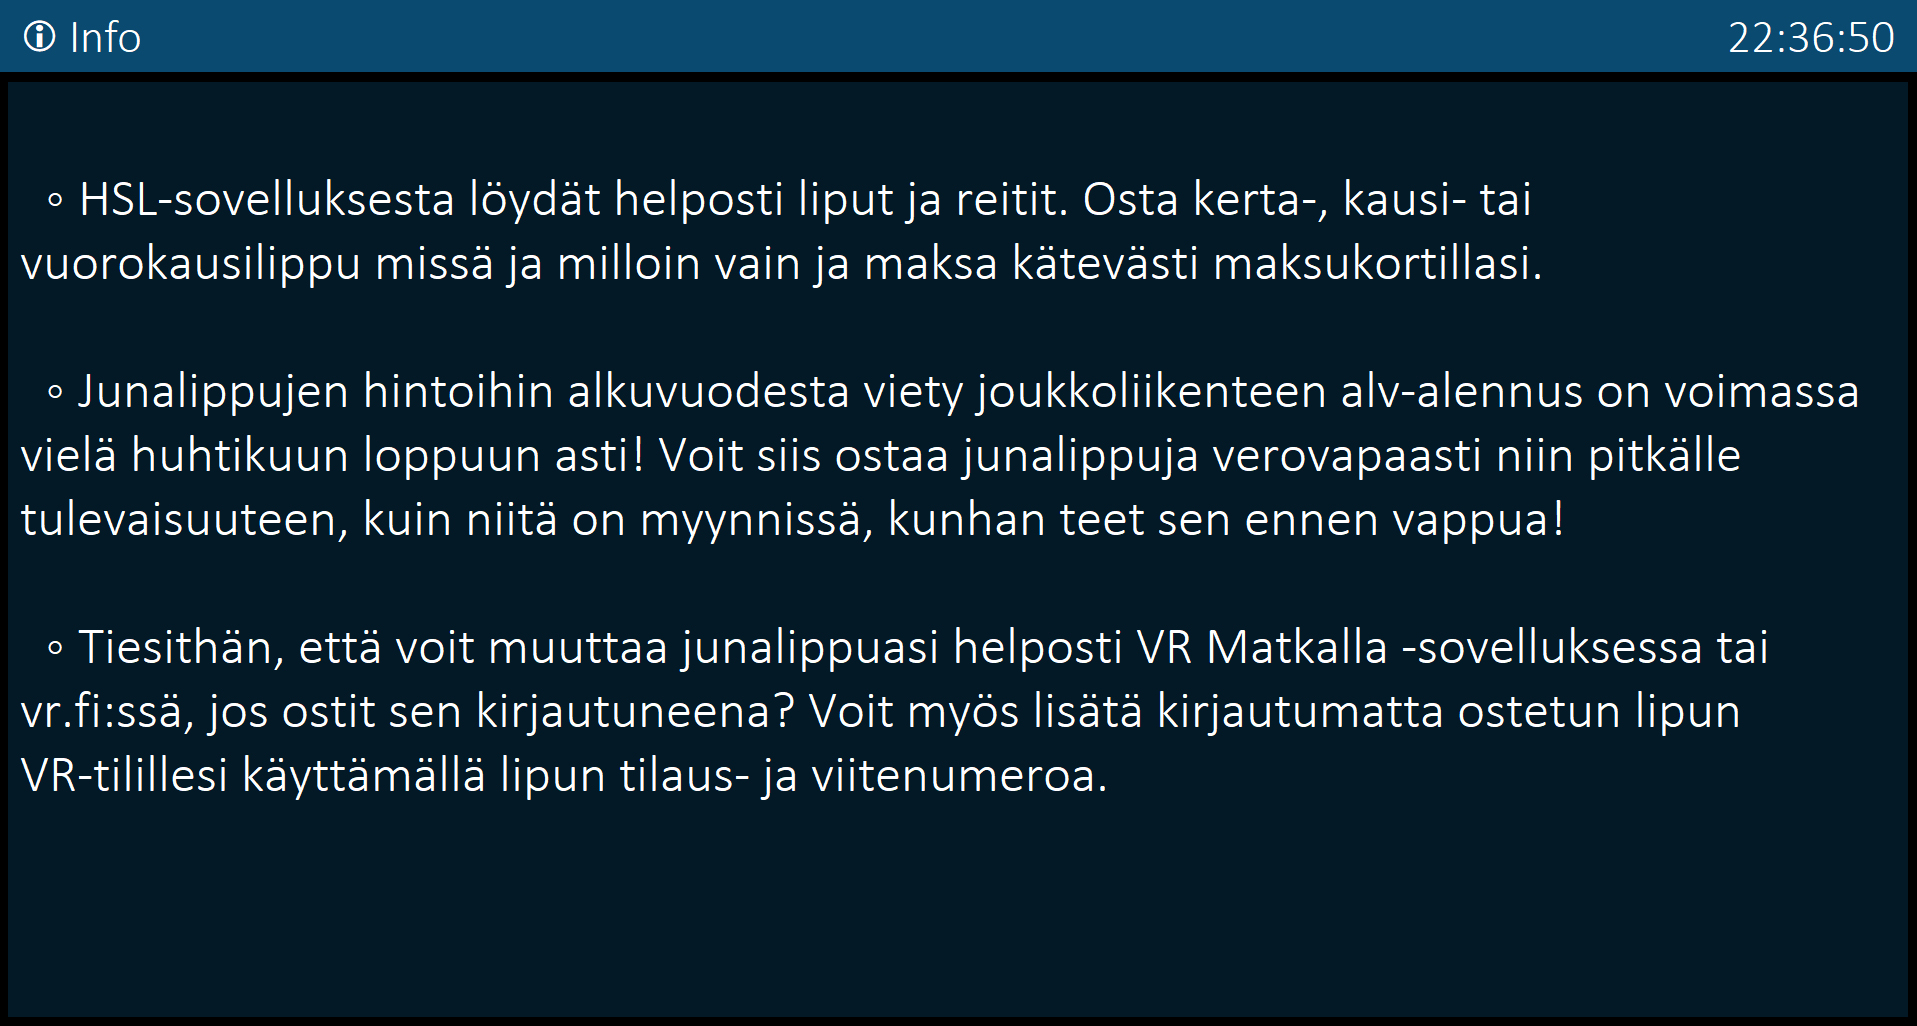 Info
22:36:50
◦ HSL-sovelluksesta löydät helposti liput ja reitit. Osta kerta-, kausi- tai
vuorokausilippu missä ja milloin vain ja maksa kätevästi maksukortillasi.
◦ Junalippujen hintoihin alkuvuodesta viety joukkoliikenteen alv-alennus on voimassa
vielä huhtikuun loppuun asti! Voit siis ostaa junalippuja verovapaasti niin pitkälle
tulevaisuuteen, kuin niitä on myynnissä, kunhan teet sen ennen vappua!
◦ Tiesithän, että voit muuttaa junalippuasi helposti VR Matkalla -sovelluksessa tai
vr.fi:ssä, jos ostit sen kirjautuneena? Voit myös lisätä kirjautumatta ostetun lipun
VR-tilillesi käyttämällä lipun tilaus- ja viitenumeroa.